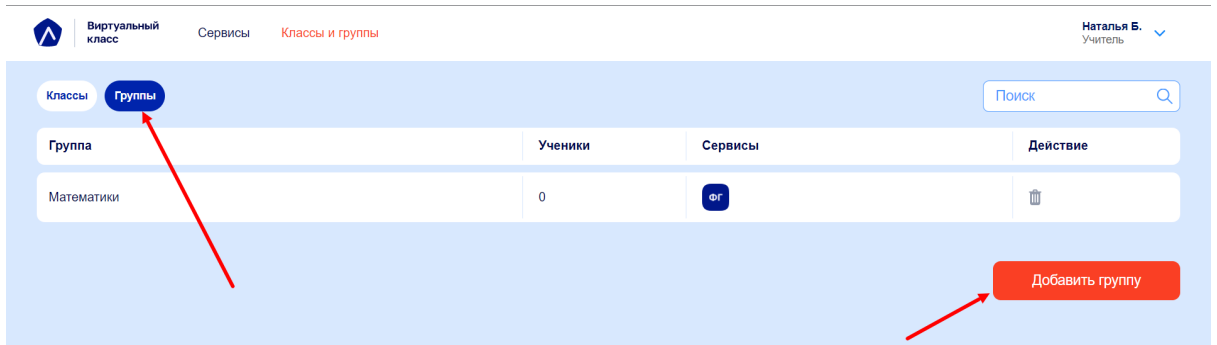 Виртуальный
класс
Сервисы
Классы и группы
Наталья Б.
Учитель
Классы
Группы
Поиск
Группа
Ученики
Сервисы
Действие
Математики
0
ФГ
Добавить группу